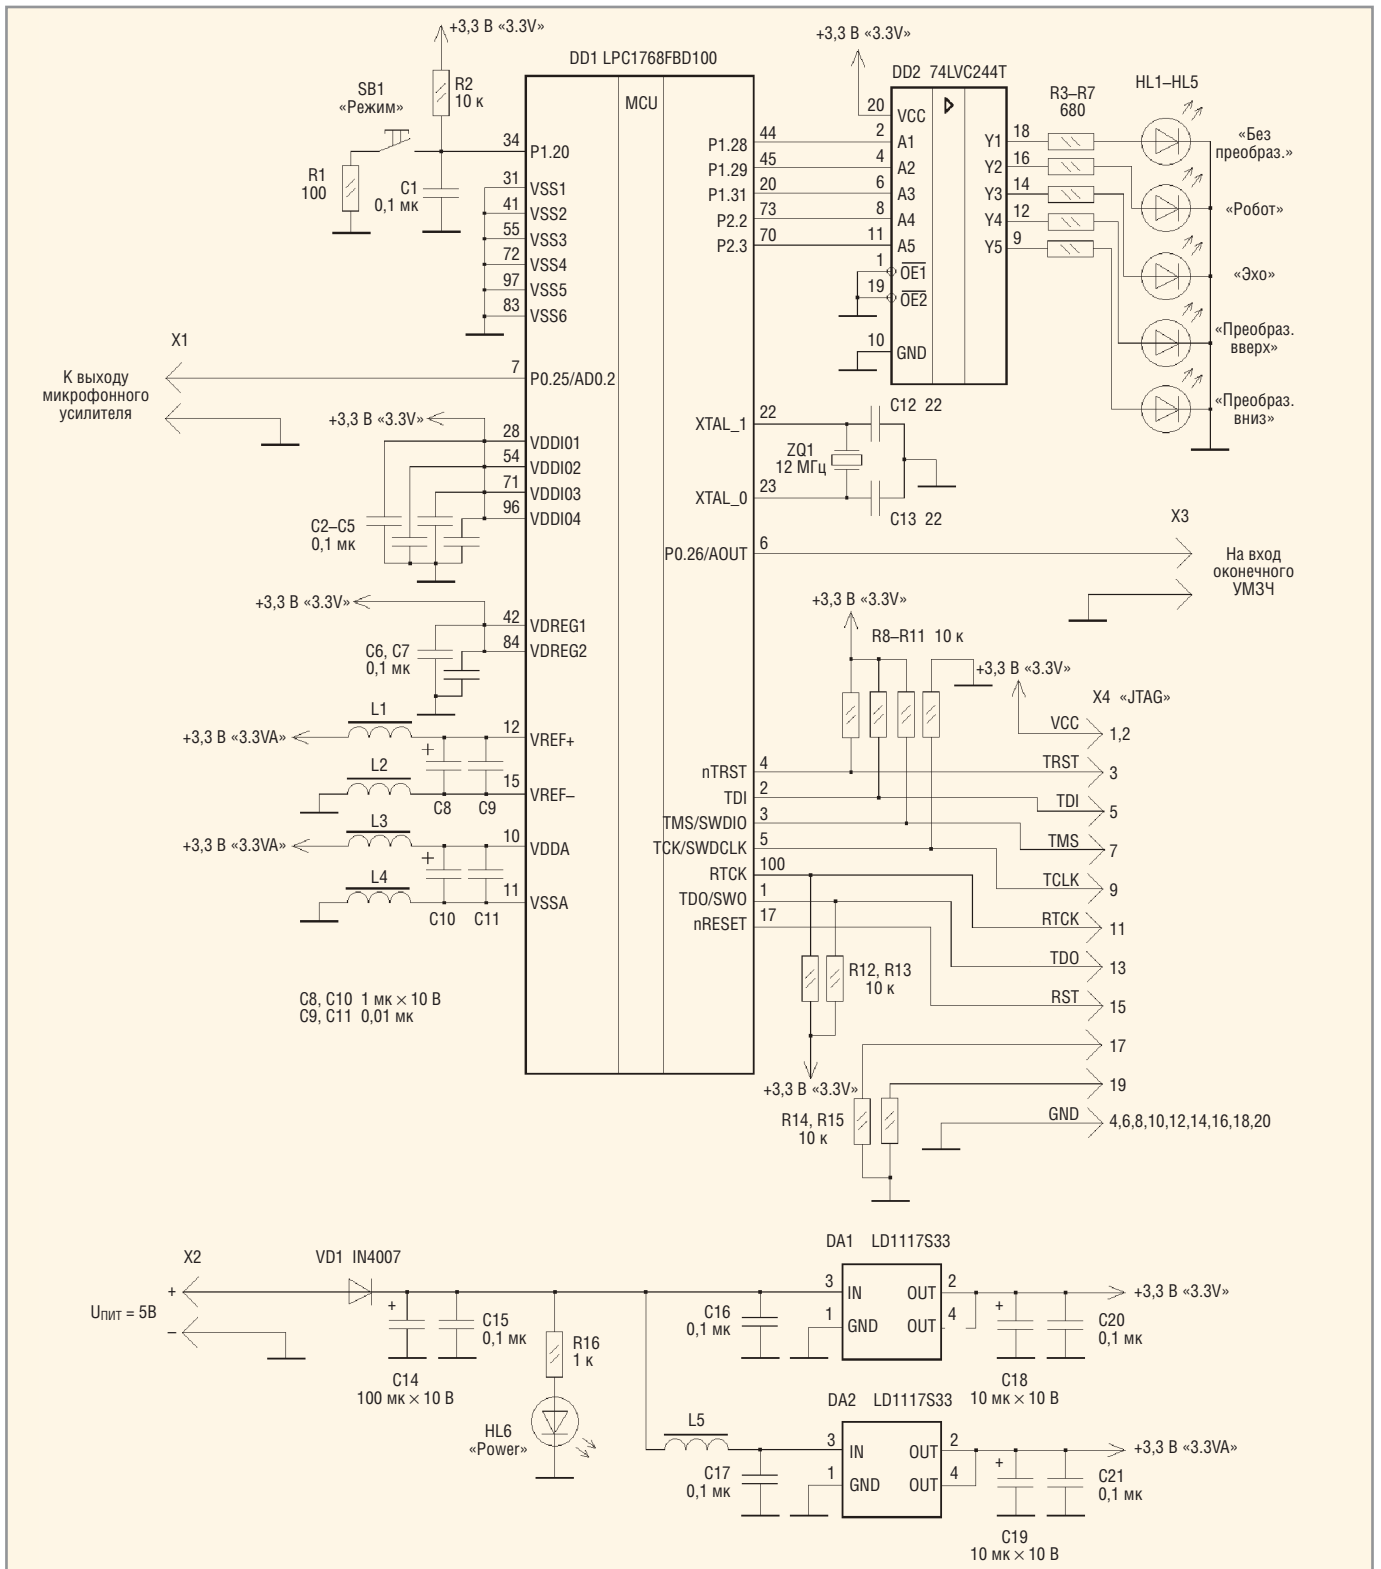 +3,3 В «3.3V»
DD1 LPC1768FBD100
MCU
R2
10 к
SB1
«Режим»
R1
100
C1
0,1 мк
34
P1.20
31
VSS1
41
VSS2
55
VSS3
72
VSS4
97
VSS5
83
VSS6
X1
К выходу
микрофонного
усилителя
7
P0.25/AD0.2
+3,3 В «3.3V»
28
VDDI01
54
VDDI02
71
VDDI03
96
VDDI04
C2–C5
0,1 мк
+3,3 В «3.3V»
42
VDREG1
84
VDREG2
C6, C7
0,1 мк
L1
+3,3 В «3.3VA»
12
VREF+
+
L2
15
VREF–
C8
C9
L3
+3,3 В «3.3VA»
10
VDDA
+
L4
11
VSSA
C10
C11
C8, C10 1 мк × 10 В
C9, C11 0,01 мк
+3,3 В «3.3V»
DD2 74LVC244T
20
VCC
P1.28
44
2
A1
P1.29
45
4
A2
P1.31
20
6
A3
P2.2
73
8
A4
P2.3
70
11
A5
1
OE1
19
OE2
10
GND
Y1
18
Y2
16
Y3
14
Y4
12
Y5
9
R3–R7
680
HL1–HL5
«Без
преобраз.»
«Робот»
«Эхо»
«Преобраз.
вверх»
«Преобраз.
вниз»
XTAL_1
22
C12 22
ZQ1
12 МГц
XTAL_0
23
C13 22
X3
P0.26/AOUT
6
На вход
оконечного
УМЗЧ
+3,3 В «3.3V»
R8–R11 10 к
+3,3 В «3.3V»
X4 «JTAG»
VCC
1,2
nTRST
4
TRST
3
TDI
2
TDI
5
TMS/SWDIO
3
TMS
7
TCK/SWDCLK
5
TCLK
9
RTCK
100
RTCK
11
TDO/SWO
1
TDO
13
nRESET
17
RST
15
R12, R13
10 к
+3,3 В «3.3V»
17
19
R14, R15
10 к
GND
4,6,8,10,12,14,16,18,20
X2
+
Uпит = 5В
–
VD1 IN4007
+
C14
100 мк × 10 В
C15
0,1 мк
R16
1 к
HL6
«Power»
C16
0,1 мк
DA1 LD1117S33
3
IN
1
GND
OUT
2
OUT
4
+
C18
10 мк × 10 В
C20
0,1 мк
+3,3 В «3.3V»
L5
C17
0,1 мк
DA2 LD1117S33
3
IN
1
GND
OUT
2
OUT
4
+
C19
10 мк × 10 В
C21
0,1 мк
+3,3 В «3.3VA»